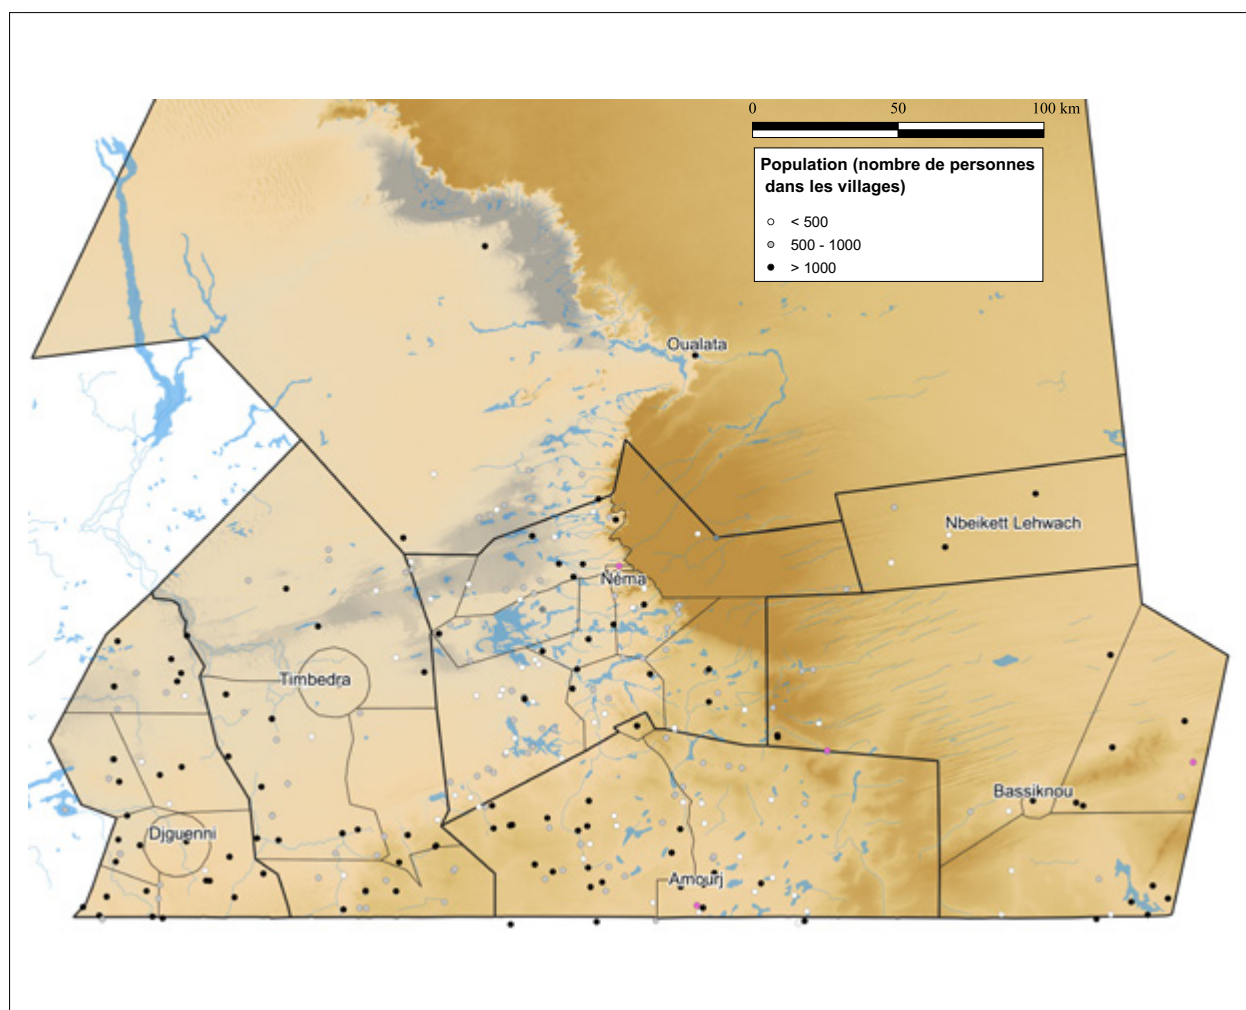 0 50 100 km
Population (nombre de personnes
dans les villages)
< 500
500 - 1000
> 1000
Oualata
Nbeikett Lehwach
Néma
Timbedra
Bassiknou
Djguenni
Amourj